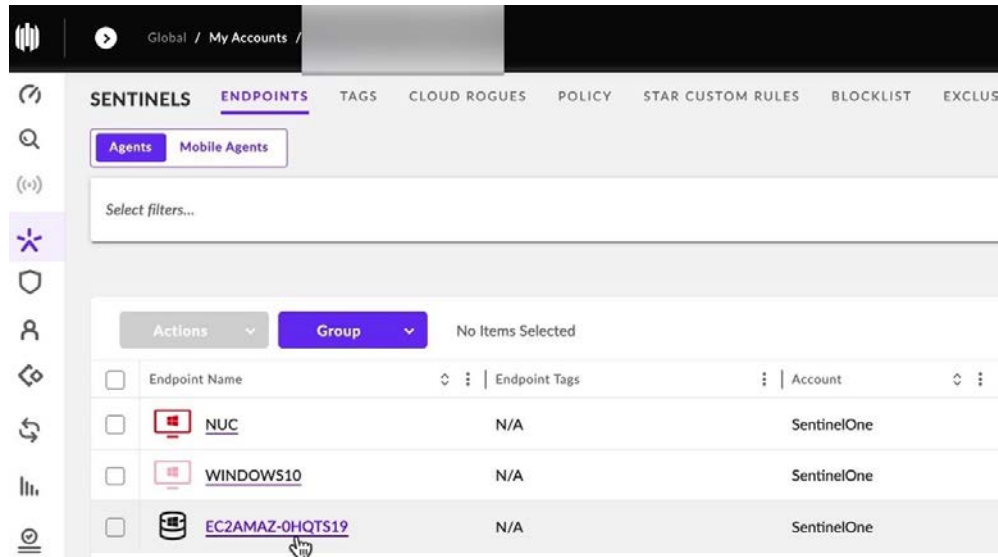 Global / My Accounts /
SENTINELS ENDPOINTS TAGS CLOUD ROGUES POLICY STAR CUSTOM RULES BLOCKLIST EXCLUS
Agents Mobile Agents
Select filters...
Actions Group No Items Selected
Endpoint Name Endpoint Tags Account
NUC N/A SentinelOne
WINDOWS10 N/A SentinelOne
EC2AMAZ-0HQTS19 N/A SentinelOne